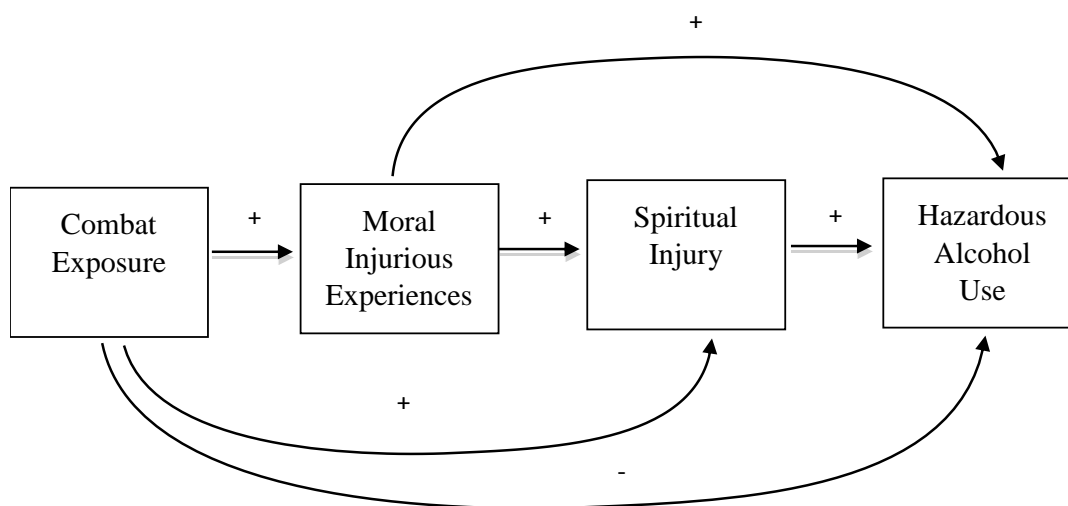 +
Combat
Exposure
+
Moral
Injurious
Experiences
+
Spiritual
Injury
+
Hazardous
Alcohol
Use
+
-